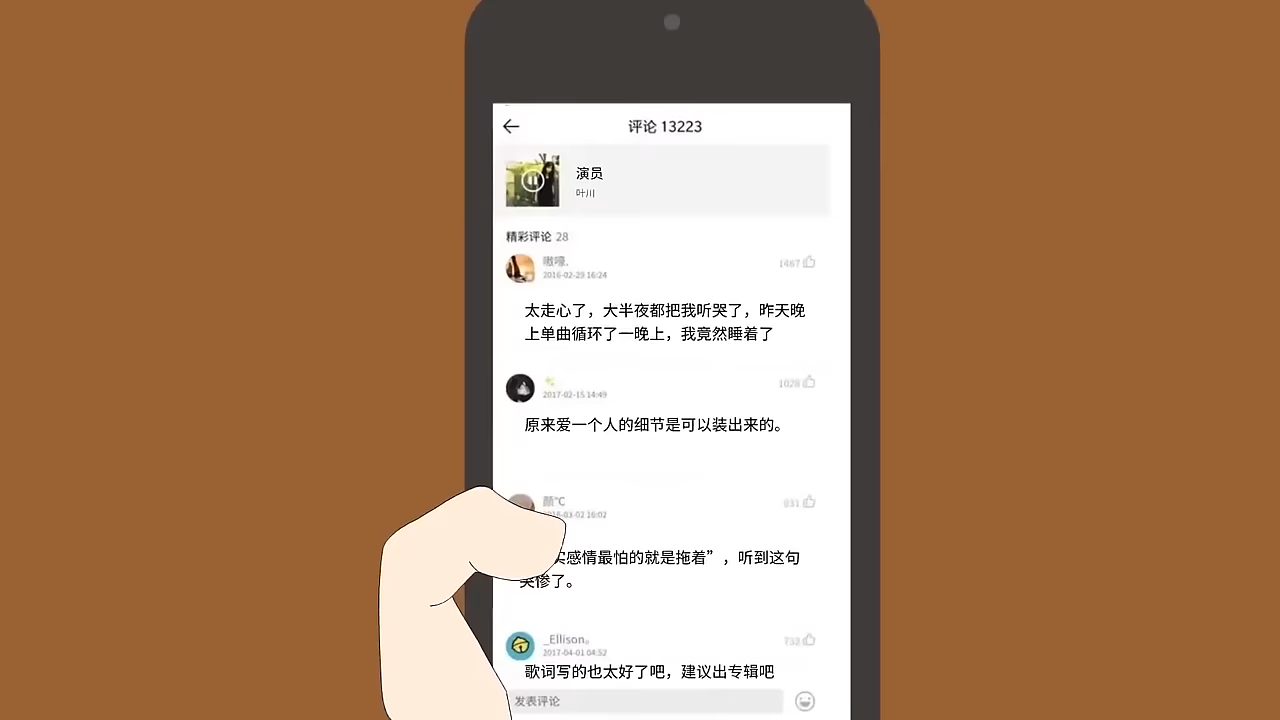 评论 13223
演员
叶川
精彩评论 28
嗷嚎.
2016-02-29 16:24
1467
太走心了，大半夜都把我听哭了，昨天晚
上单曲循环了一晚上，我竟然睡着了
2017-02-15 14:49
1028
原来爱一个人的细节是可以装出来的。
颜℃
03-02 16:02
831
感情最怕的就是拖着”，听到这句
惨了。
_Ellison。
2017-04-01 04:52
732
歌词写的也太好了吧，建议出专辑吧
发表评论